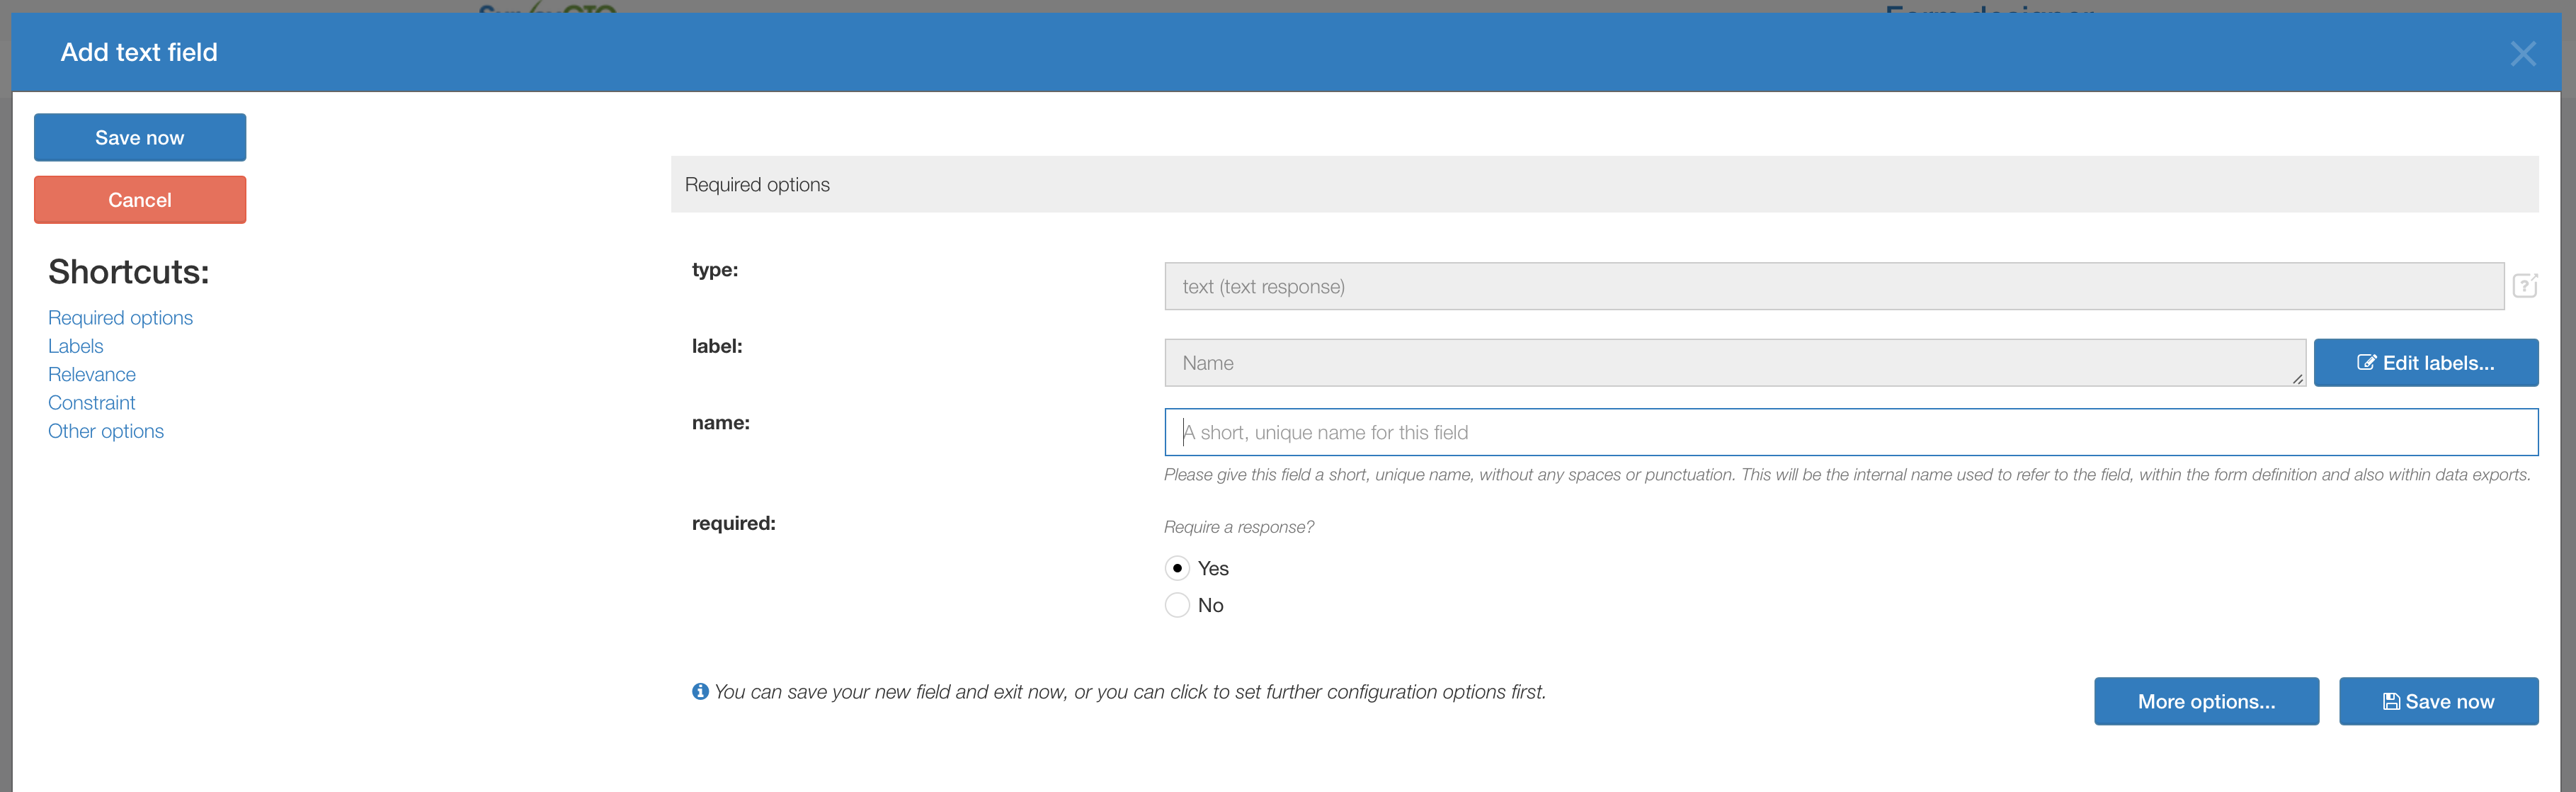 Add text field
Save now
Cancel
Shortcuts:
Required options
Labels
Relevance
Constraint
Other options
Required options
type:
text (text response)
label:
Name
Edit labels...
name:
A short, unique name for this field
Please give this field a short, unique name, without any spaces or punctuation. This will be the internal name used to refer to the field, within the form definition and also within data exports.
required:
Require a response?
Yes
No
You can save your new field and exit now, or you can click to set further configuration options first.
More options...
Save now